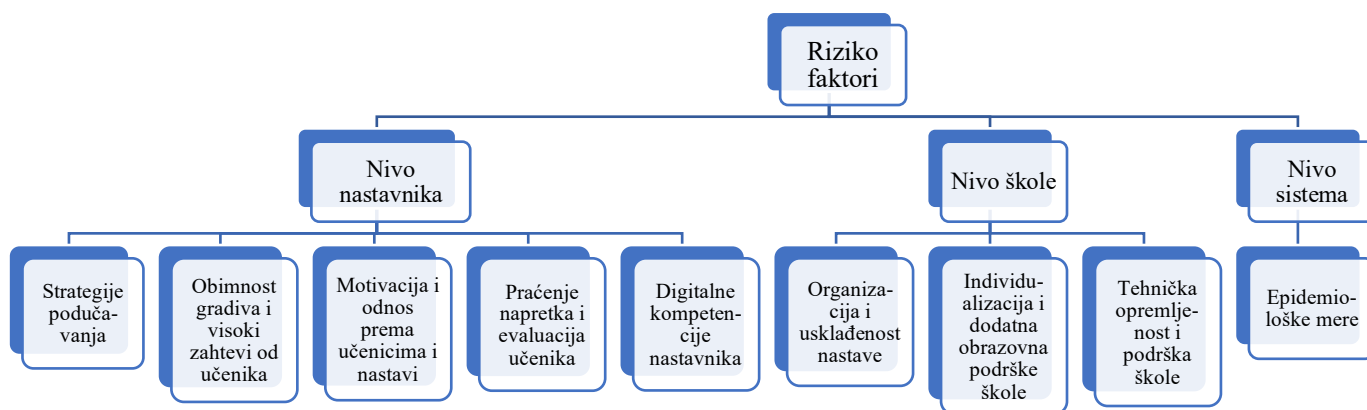 Riziko
faktori
Nivo
nastavnika
Nivo škole
Nivo
sistema
Strategije
poduča-
vanja
Obimnost
gradiva i
visoki
zahtevi od
učenika
Motivacija i
odnos
prema
učenicima i
nastavi
Praćenje
napretka i
evaluacija
učenika
Digitalne
kompeten-
cije
nastavnika
Organiza-
cija i
usklađenost
nastave
Individu-
alizacija i
dodatna
obrazovna
podrške
škole
Tehnička
opremlje-
nost i
podrška
škole
Epidemio-
loške mere